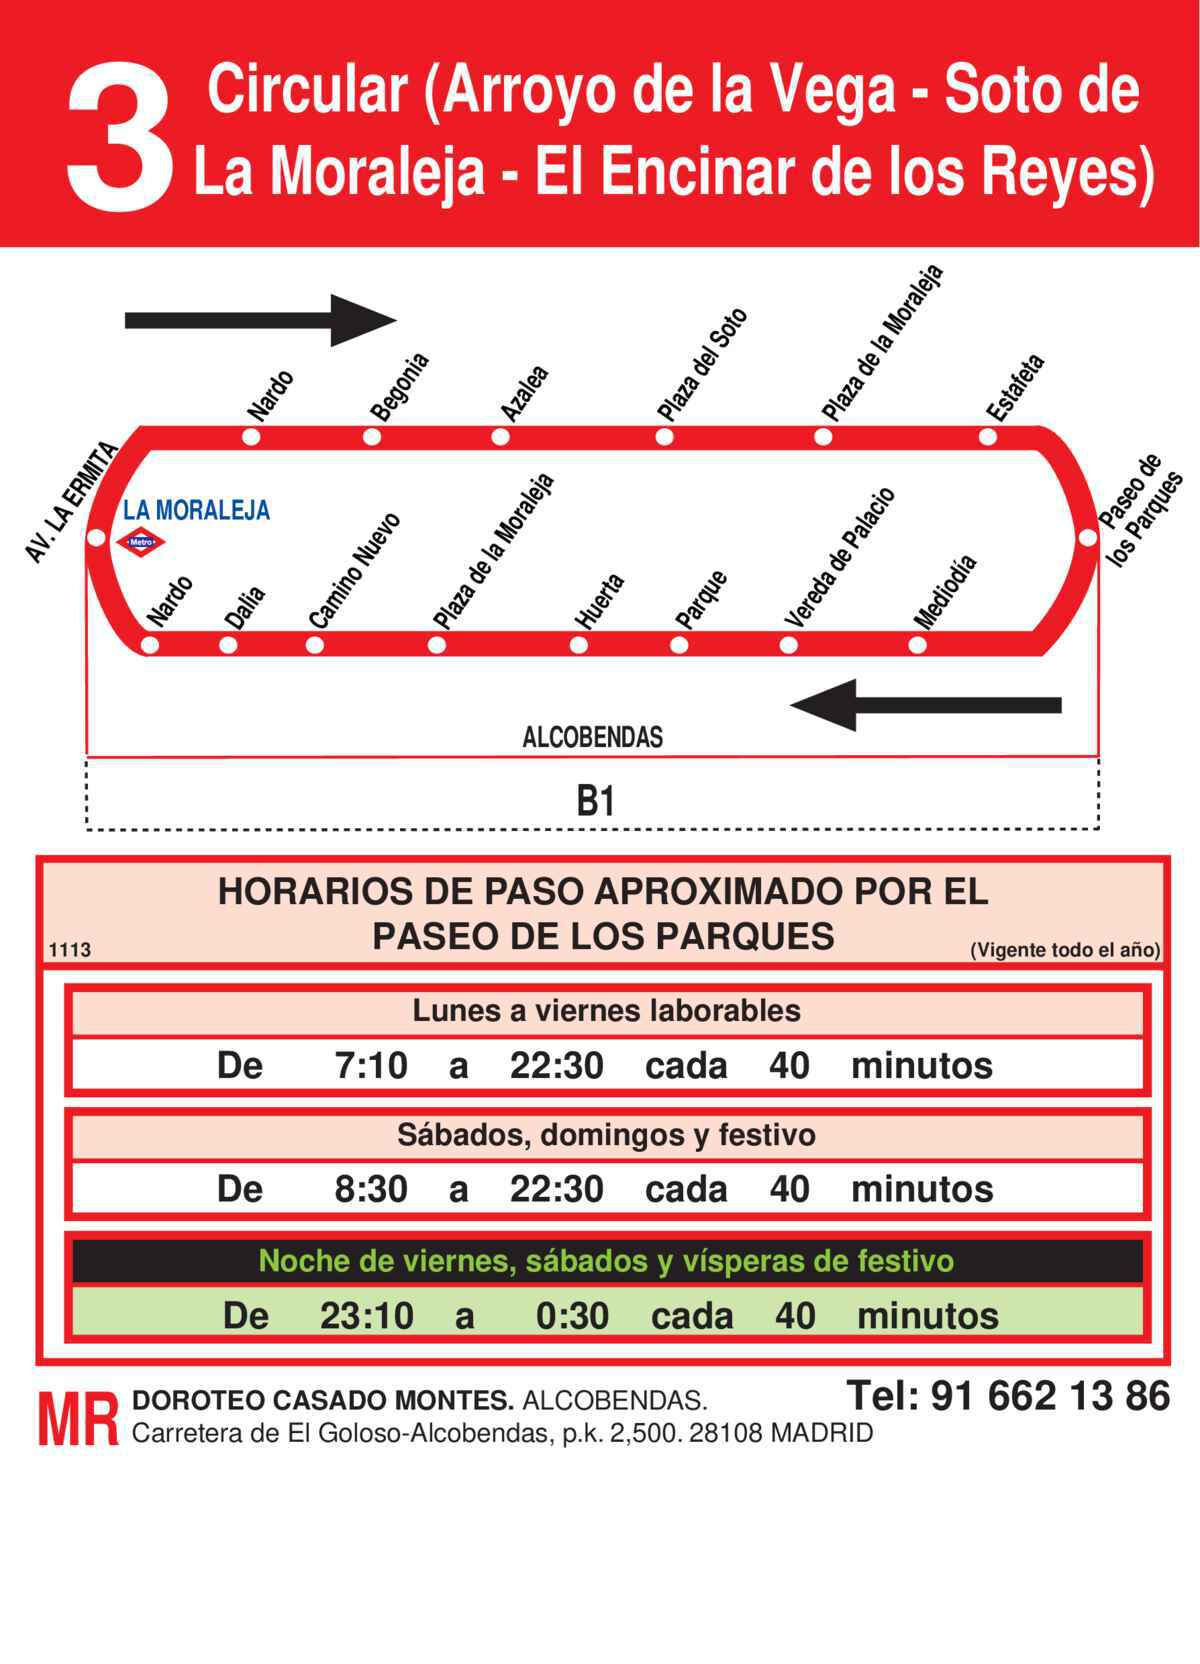 3
Circular (Arroyo de la Vega - Soto de
La Moraleja - El Encinar de los Reyes)
AV. LA ERMITA
Nardo
Begonia
Azalea
Plaza del Soto
Plaza de la Moraleja
Estafeta
Paseo de
los Parques
LA MORALEJA
Metro
Nardo
Dalia
Camino Nuevo
Plaza de la Moraleja
Huerta
Parque
Vereda de Palacio
Mediodía
ALCOBENDAS
B1
HORARIOS DE PASO APROXIMADO POR EL
PASEO DE LOS PARQUES
1113 (Vigente todo el año)
Lunes a viernes laborables
De 7:10 a 22:30 cada 40 minutos
Sábados, domingos y festivo
De 8:30 a 22:30 cada 40 minutos
Noche de viernes, sábados y vísperas de festivo
De 23:10 a 0:30 cada 40 minutos
MR
DOROTEO CASADO MONTES. ALCOBENDAS.
Carretera de El Goloso-Alcobendas, p.k. 2,500. 28108 MADRID
Tel: 91 662 13 86